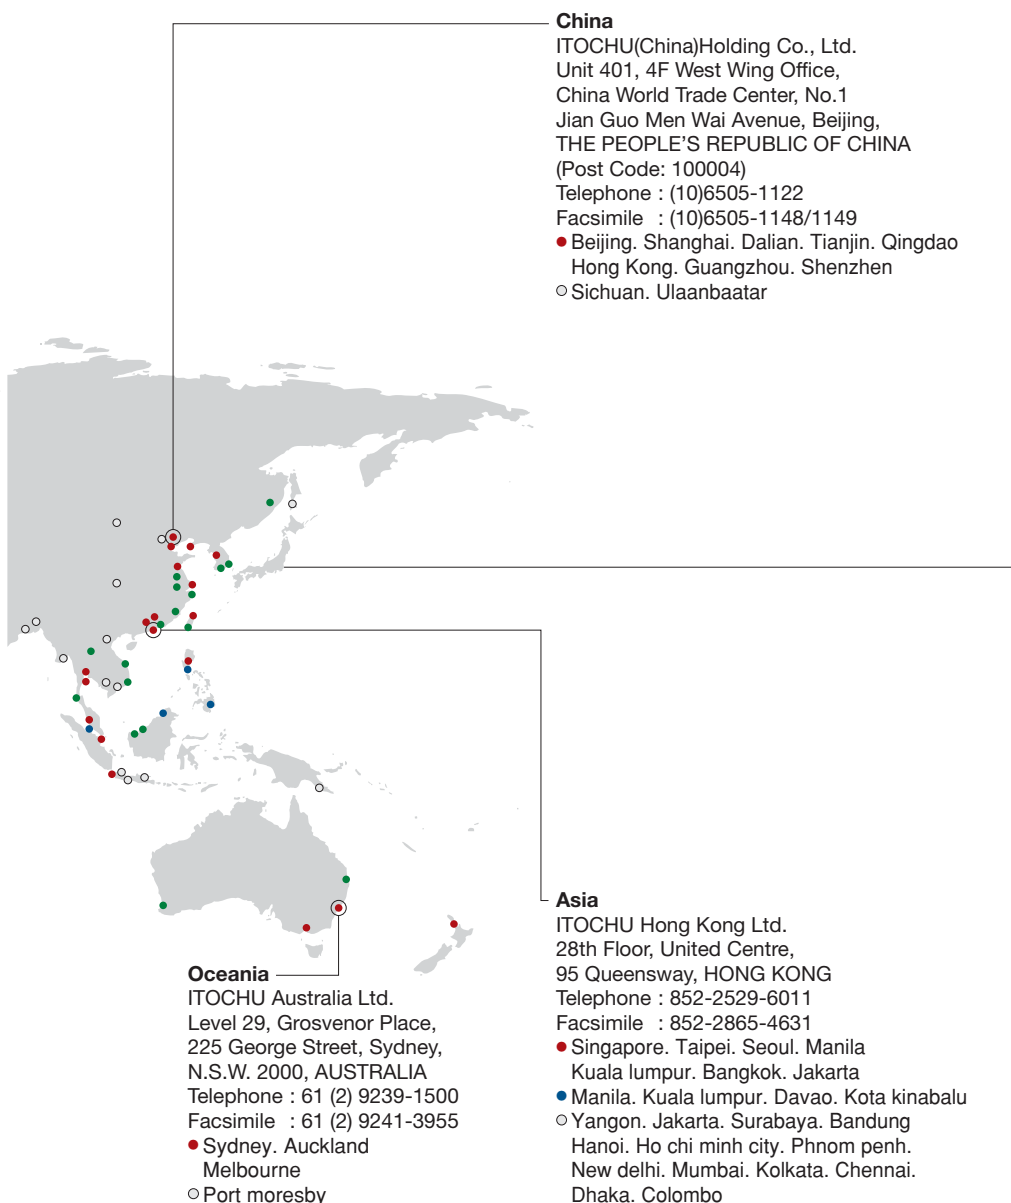 China
ITOCHU(China)Holding Co., Ltd.
Unit 401, 4F West Wing Office,
China World Trade Center, No.1
Jian Guo Men Wai Avenue, Beijing,
THE PEOPLE'S REPUBLIC OF CHINA
(Post Code: 100004)
Telephone : (10)6505-1122
Facsimile : (10)6505-1148/1149
Beijing. Shanghai. Dalian. Tianjin. Qingdao
Hong Kong. Guangzhou. Shenzhen
Sichuan. Ulaanbaatar
Oceania
ITOCHU Australia Ltd.
Level 29, Grosvenor Place,
225 George Street, Sydney,
N.S.W. 2000, AUSTRALIA
Telephone : 61 (2) 9239-1500
Facsimile : 61 (2) 9241-3955
Sydney. Auckland
Melbourne
Port moresby
Asia
ITOCHU Hong Kong Ltd.
28th Floor, United Centre,
95 Queensway, HONG KONG
Telephone : 852-2529-6011
Facsimile : 852-2865-4631
Singapore. Taipei. Seoul. Manila
Kuala lumpur. Bangkok. Jakarta
Manila. Kuala lumpur. Davao. Kota kinabalu
Yangon. Jakarta. Surabaya. Bandung
Hanoi. Ho chi minh city. Phnom penh.
New delhi. Mumbai. Kolkata. Chennai.
Dhaka. Colombo